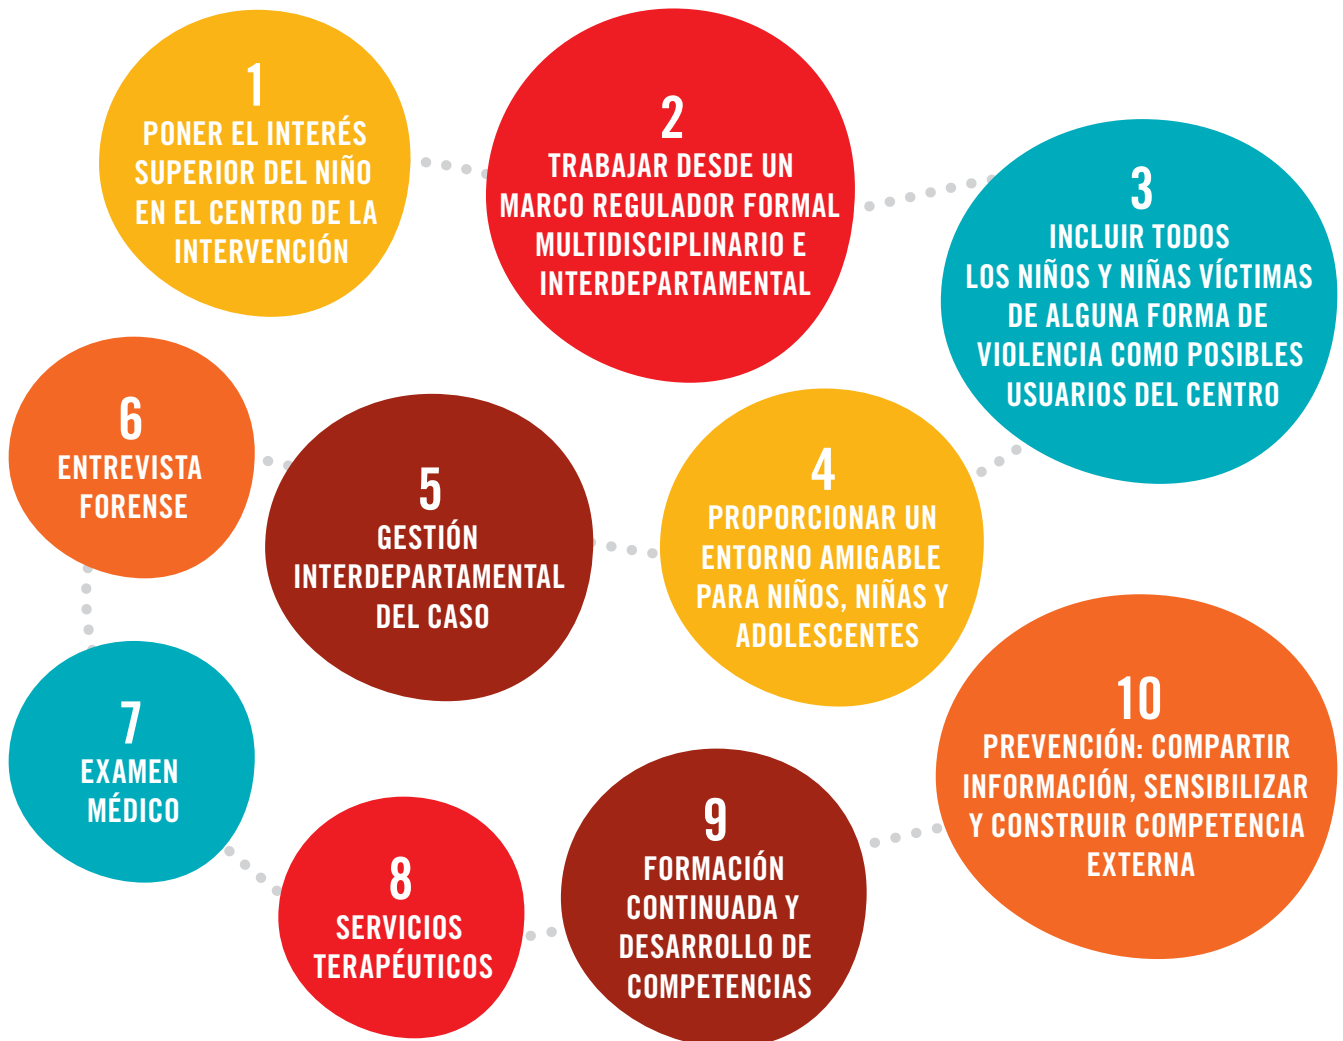 1
PONER EL INTERÉS
SUPERIOR DEL NIÑO
EN EL CENTRO DE LA
INTERVENCIÓN
2
TRABAJAR DESDE UN
MARCO REGULADOR FORMAL
MULTIDISCIPLINARIO E
INTERDEPARTAMENTAL
3
INCLUIR TODOS
LOS NIÑOS Y NIÑAS VÍCTIMAS
DE ALGUNA FORMA DE
VIOLENCIA COMO POSIBLES
USUARIOS DEL CENTRO
4
PROPORCIONAR UN
ENTORNO AMIGABLE
PARA NIÑOS, NIÑAS Y
ADOLESCENTES
5
GESTIÓN
INTERDEPARTAMENTAL
DEL CASO
6
ENTREVISTA
FORENSE
7
EXAMEN
MÉDICO
8
SERVICIOS
TERAPÉUTICOS
9
FORMACIÓN
CONTINUADA Y
DESARROLLO DE
COMPETENCIAS
10
PREVENCIÓN: COMPARTIR
INFORMACIÓN, SENSIBILIZAR
Y CONSTRUIR COMPETENCIA
EXTERNA